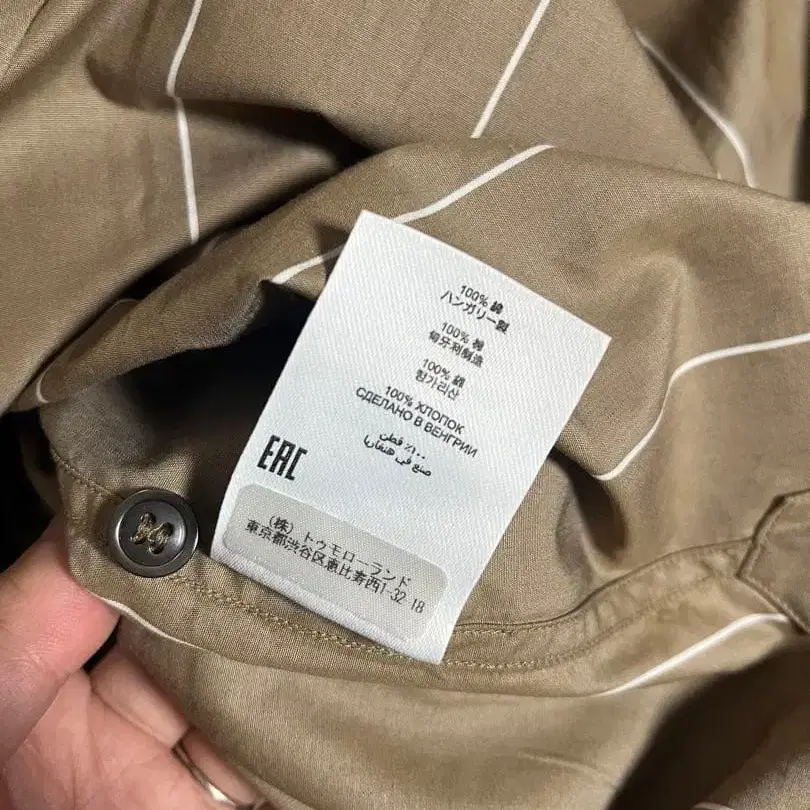 100% 綿
ハンガリー製
100% 棉
匈牙利制造
100% 綿
헝가리산
100% ХЛОПОК
СДЕЛАНО В ВЕНГРИИ
١٠٠٪ قطن
صنع في هنغاريا
EAC
(株)トゥモローランド
東京都渋谷区恵比寿西1-32-18